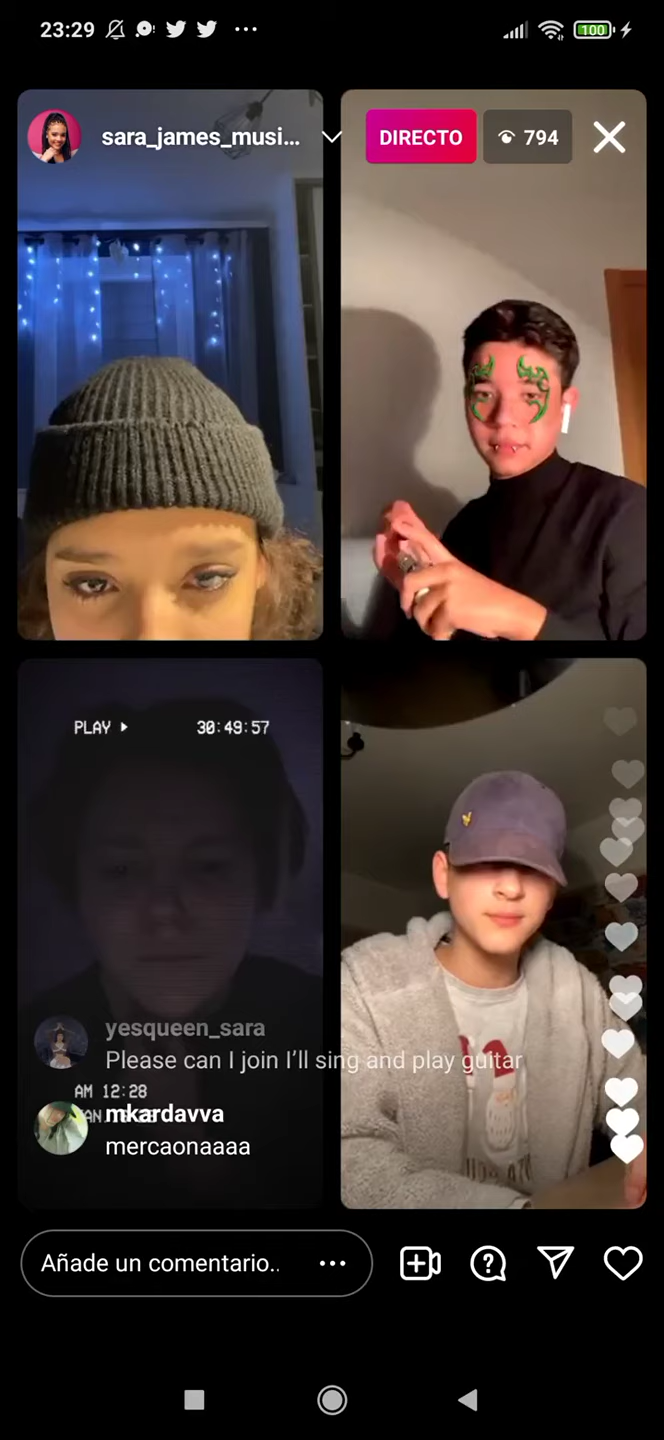 23:29
100
sara_james_musi...
DIRECTO
794
PLAY
30:49:57
yesqueen_sara
Please can I join I’ll sing and play guitar
AM 12:28
mkardavva
mercaonaaaa
Añade un comentario..